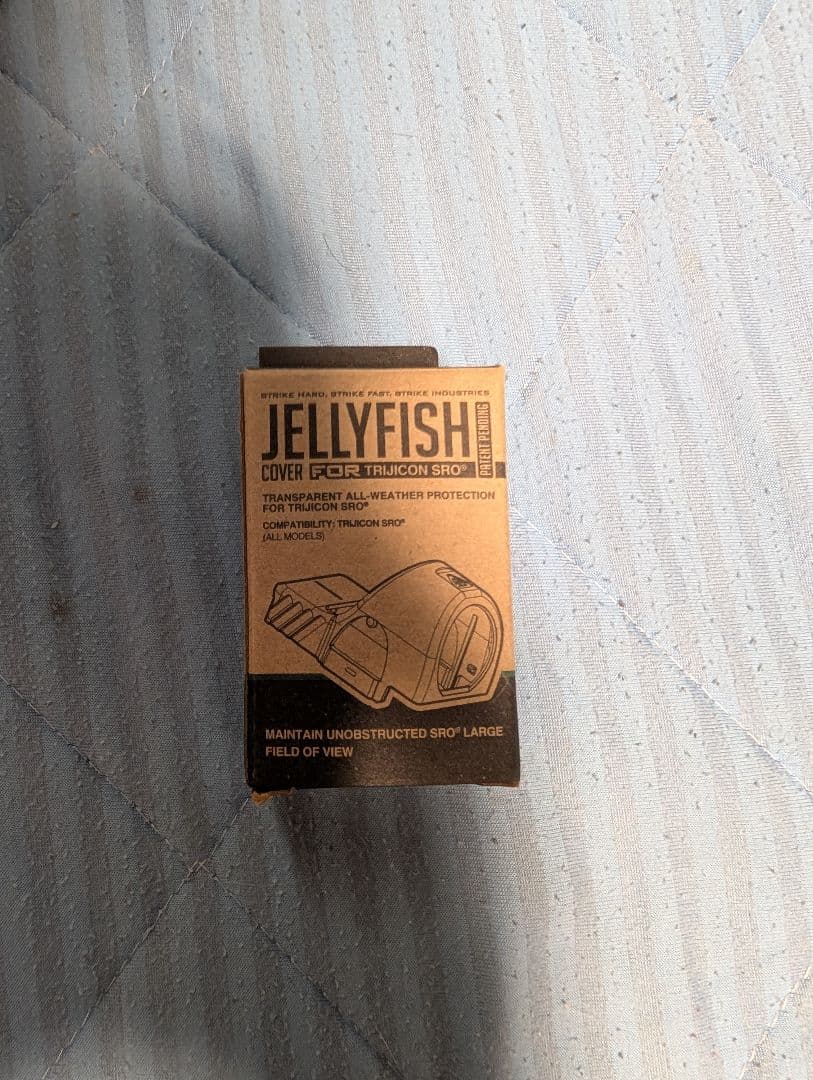 STRIKE HARD, STRIKE FAST, STRIKE INDUSTRIES
JELLYFISH
PATENT PENDING
COVER FOR TRIJICON SRO®
TRANSPARENT ALL-WEATHER PROTECTION
FOR TRIJICON SRO®
COMPATIBILITY: TRIJICON SRO®
(ALL MODELS)
MAINTAIN UNOBSTRUCTED SRO® LARGE
FIELD OF VIEW